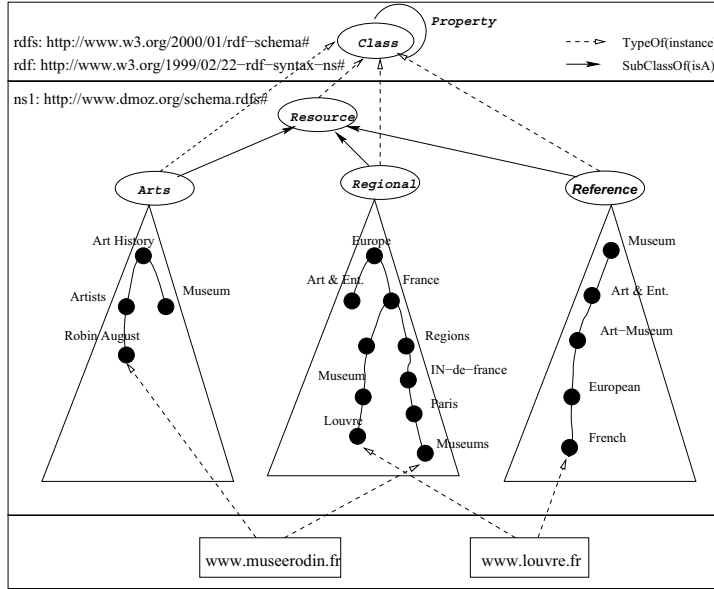 Property
rdfs: http://www.w3.org/2000/01/rdf-schema#
Class
TypeOf(instance
rdf: http://www.w3.org/1999/02/22-rdf-syntax-ns#
SubClassOf(isA)
ns1: http://www.dmoz.org/schema.rdfs#
Resource
Arts
Regional
Reference
Art History
Artists
Museum
Robin August
Europe
Art & Ent.
France
Regions
Museum
IN-de-france
Paris
Louvre
Museums
Museum
Art & Ent.
Art-Museum
European
French
www.museerodin.fr
www.louvre.fr